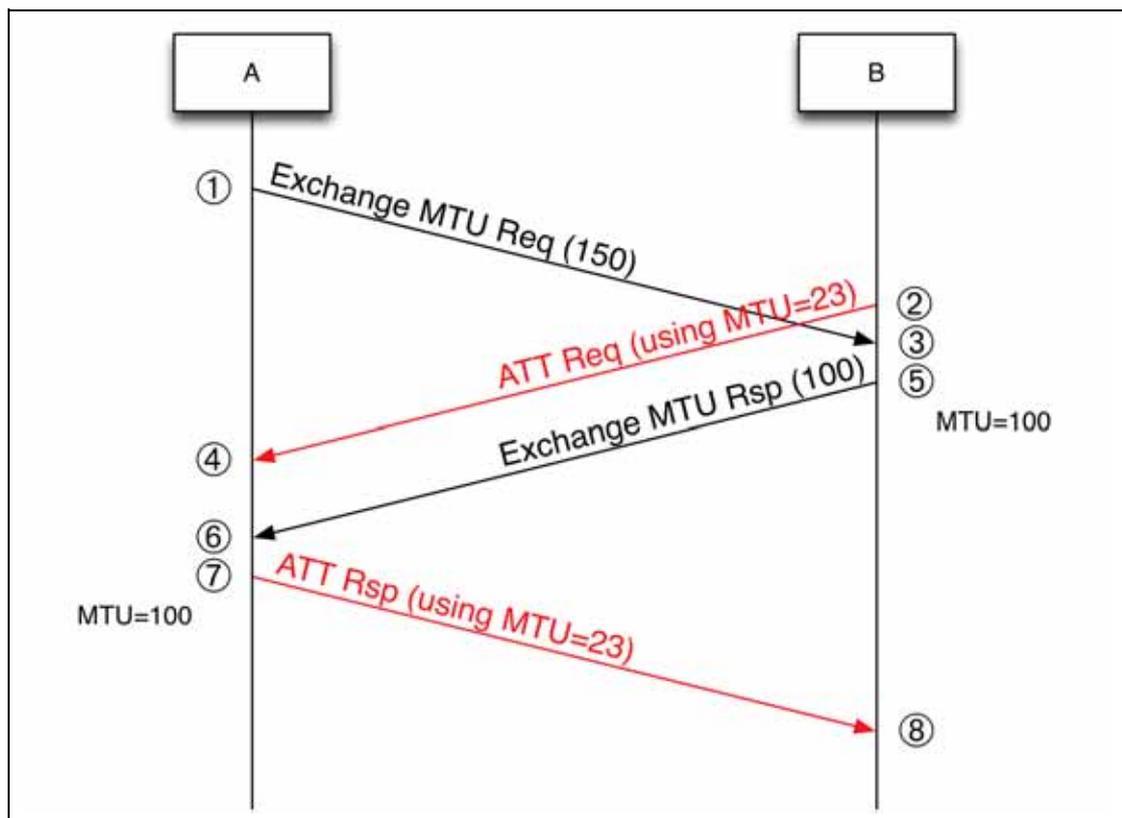 A
B
①
Exchange MTU Req (150)
②
ATT Req (using MTU=23)
③
⑤
Exchange MTU Rsp (100)
MTU=100
④
⑥
⑦
ATT Rsp (using MTU=23)
MTU=100
⑧